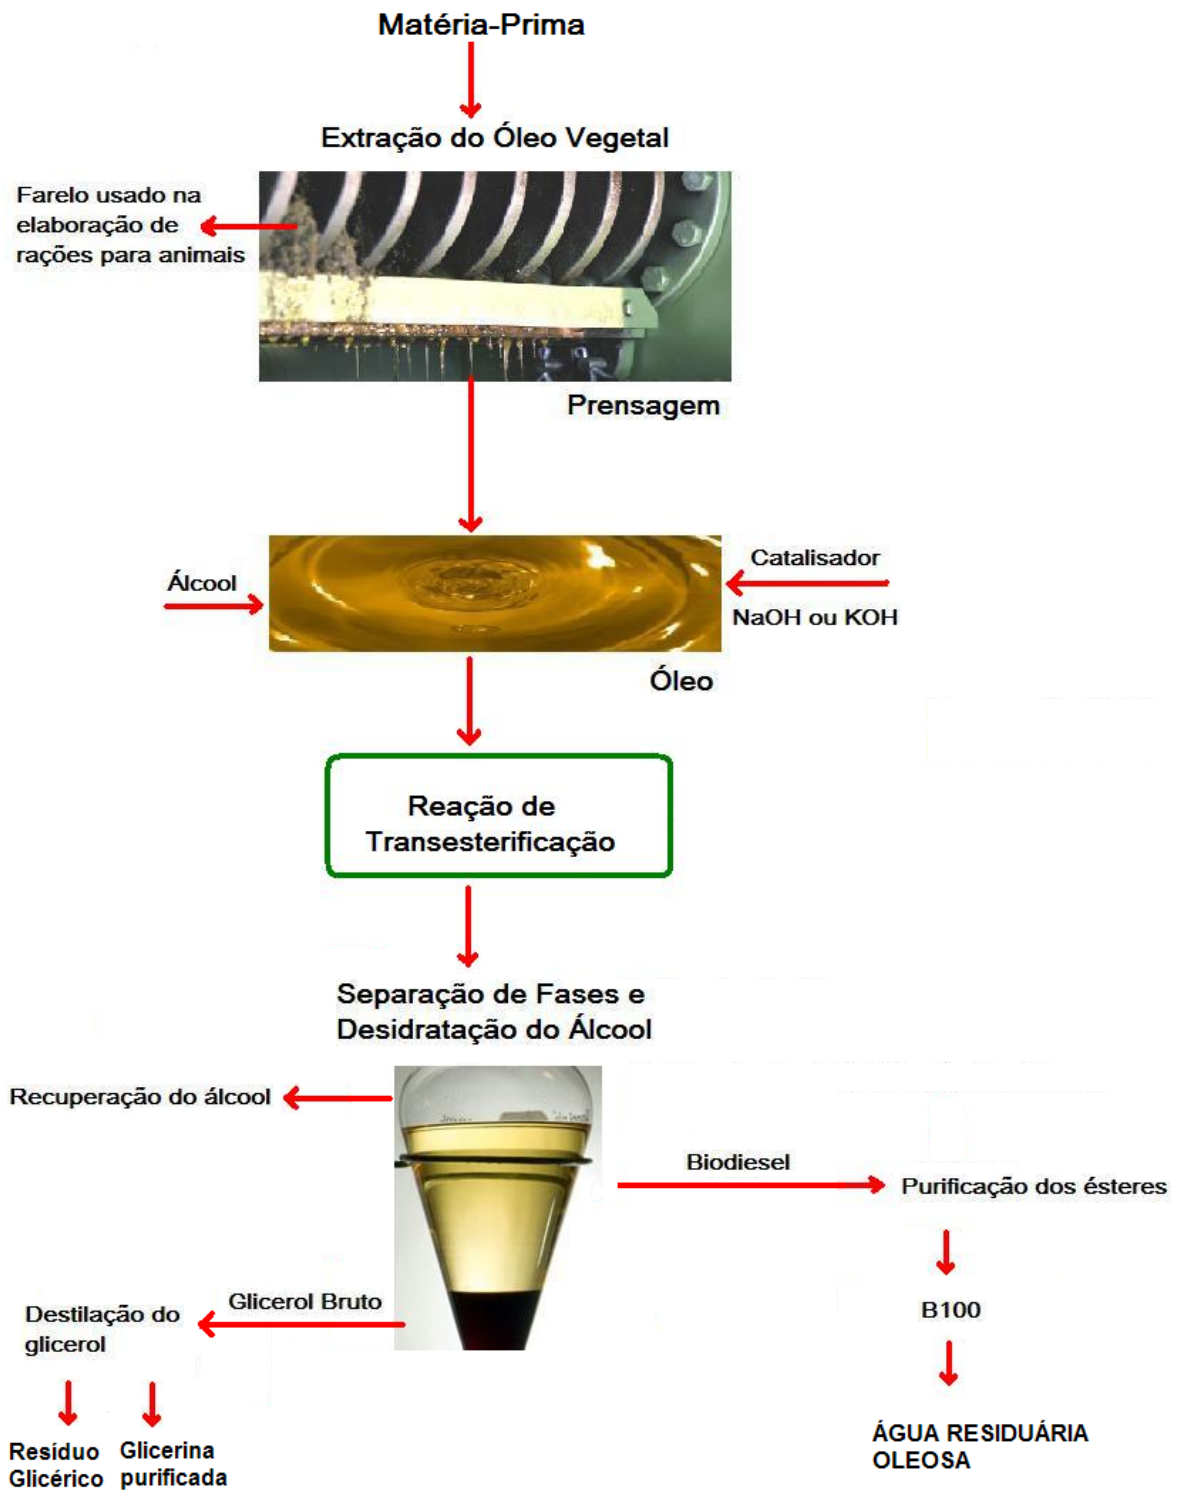 Matéria-Prima
Extração do Óleo Vegetal
Farelo usado na
elaboração de
rações para animais
Prensagem
Álcool
Catalisador
NaOH ou KOH
Óleo
Reação de
Transesterificação
Separação de Fases e
Desidratação do Álcool
Recuperação do álcool
Biodiesel
Purificação dos ésteres
Glicerol Bruto
B100
Destilação do
glicerol
Resíduo
Glicérico
Glicerina
purificada
ÁGUA RESIDUÁRIA
OLEOSA